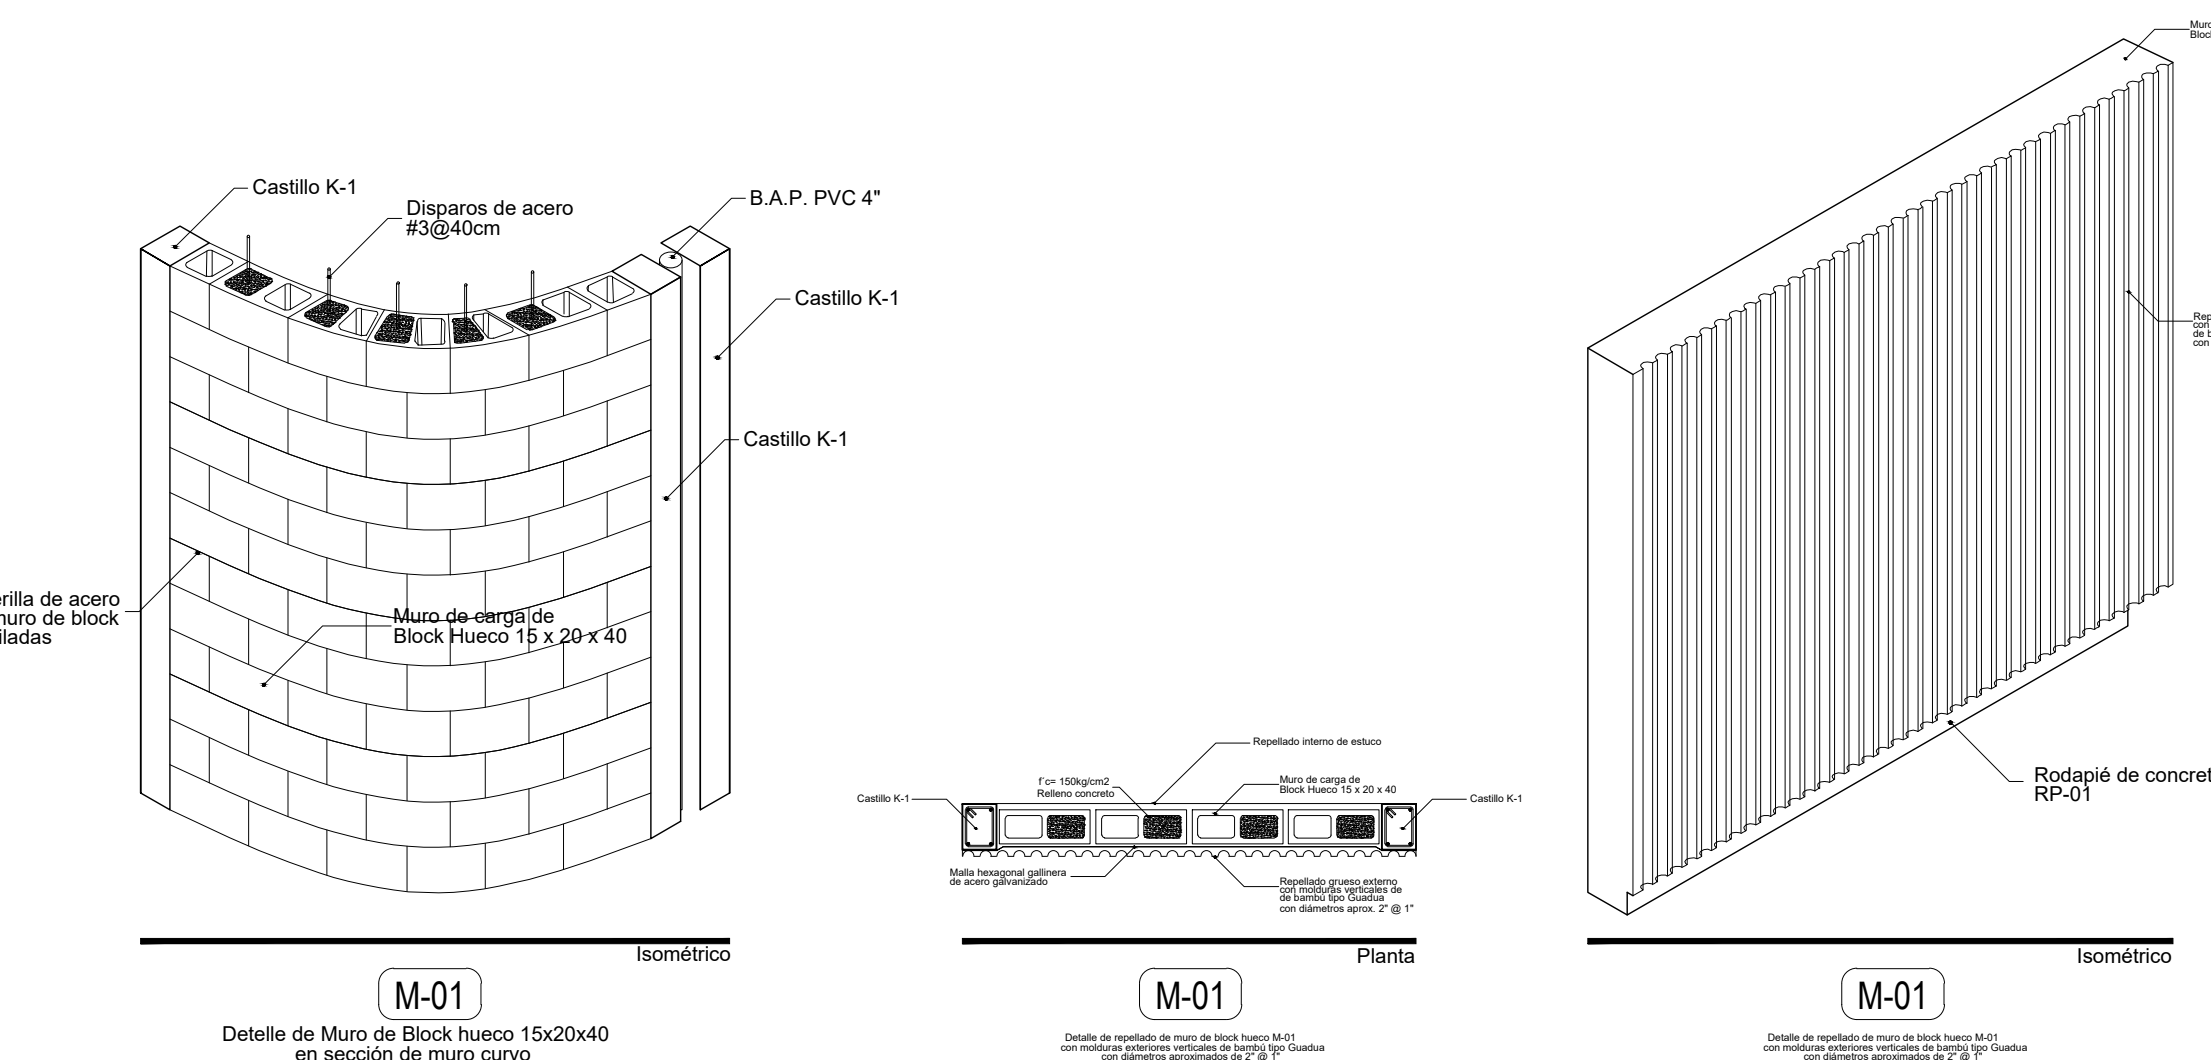 Castillo K-1
Disparos de acero
#3@40cm
B.A.P. PVC 4"
Castillo K-1
Castillo K-1
erilla de acero
muro de block
iladas
Muro de carga de
Block Hueco 15 x 20 x 40
Isométrico
M-01
Detelle de Muro de Block hueco 15x20x40
en sección de muro curvo
Repellado interno de estuco
f´c= 150kg/cm2
Relleno concreto
Muro de carga de
Block Hueco 15 x 20 x 40
Castillo K-1
Castillo K-1
Malla hexagonal gallinera
de acero galvanizado
Repellado grueso externo
con molduras verticales de
de bambú tipo Guadua
con diámetros aprox. 2" @ 1"
Planta
M-01
Detalle de repellado de muro de block hueco M-01
con molduras exteriores verticales de bambú tipo Guadua
con diámetros aproximados de 2" @ 1"
Muro
Block
Rep
con
de b
con
Rodapié de concret
RP-01
Isométrico
M-01
Detalle de repellado de muro de block hueco M-01
con molduras exteriores verticales de bambú tipo Guadua
con diámetros aproximados de 2" @ 1"